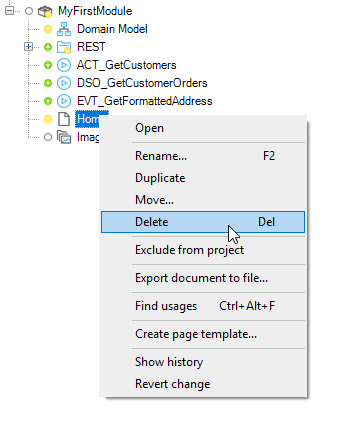 MyFirstModule
Domain Model
REST
ACT_GetCustomers
DSO_GetCustomerOrders
EVT_GetFormattedAddress
Hom
Imag
Open
Rename... F2
Duplicate
Move...
Delete Del
Exclude from project
Export document to file...
Find usages Ctrl+Alt+F
Create page template...
Show history
Revert change